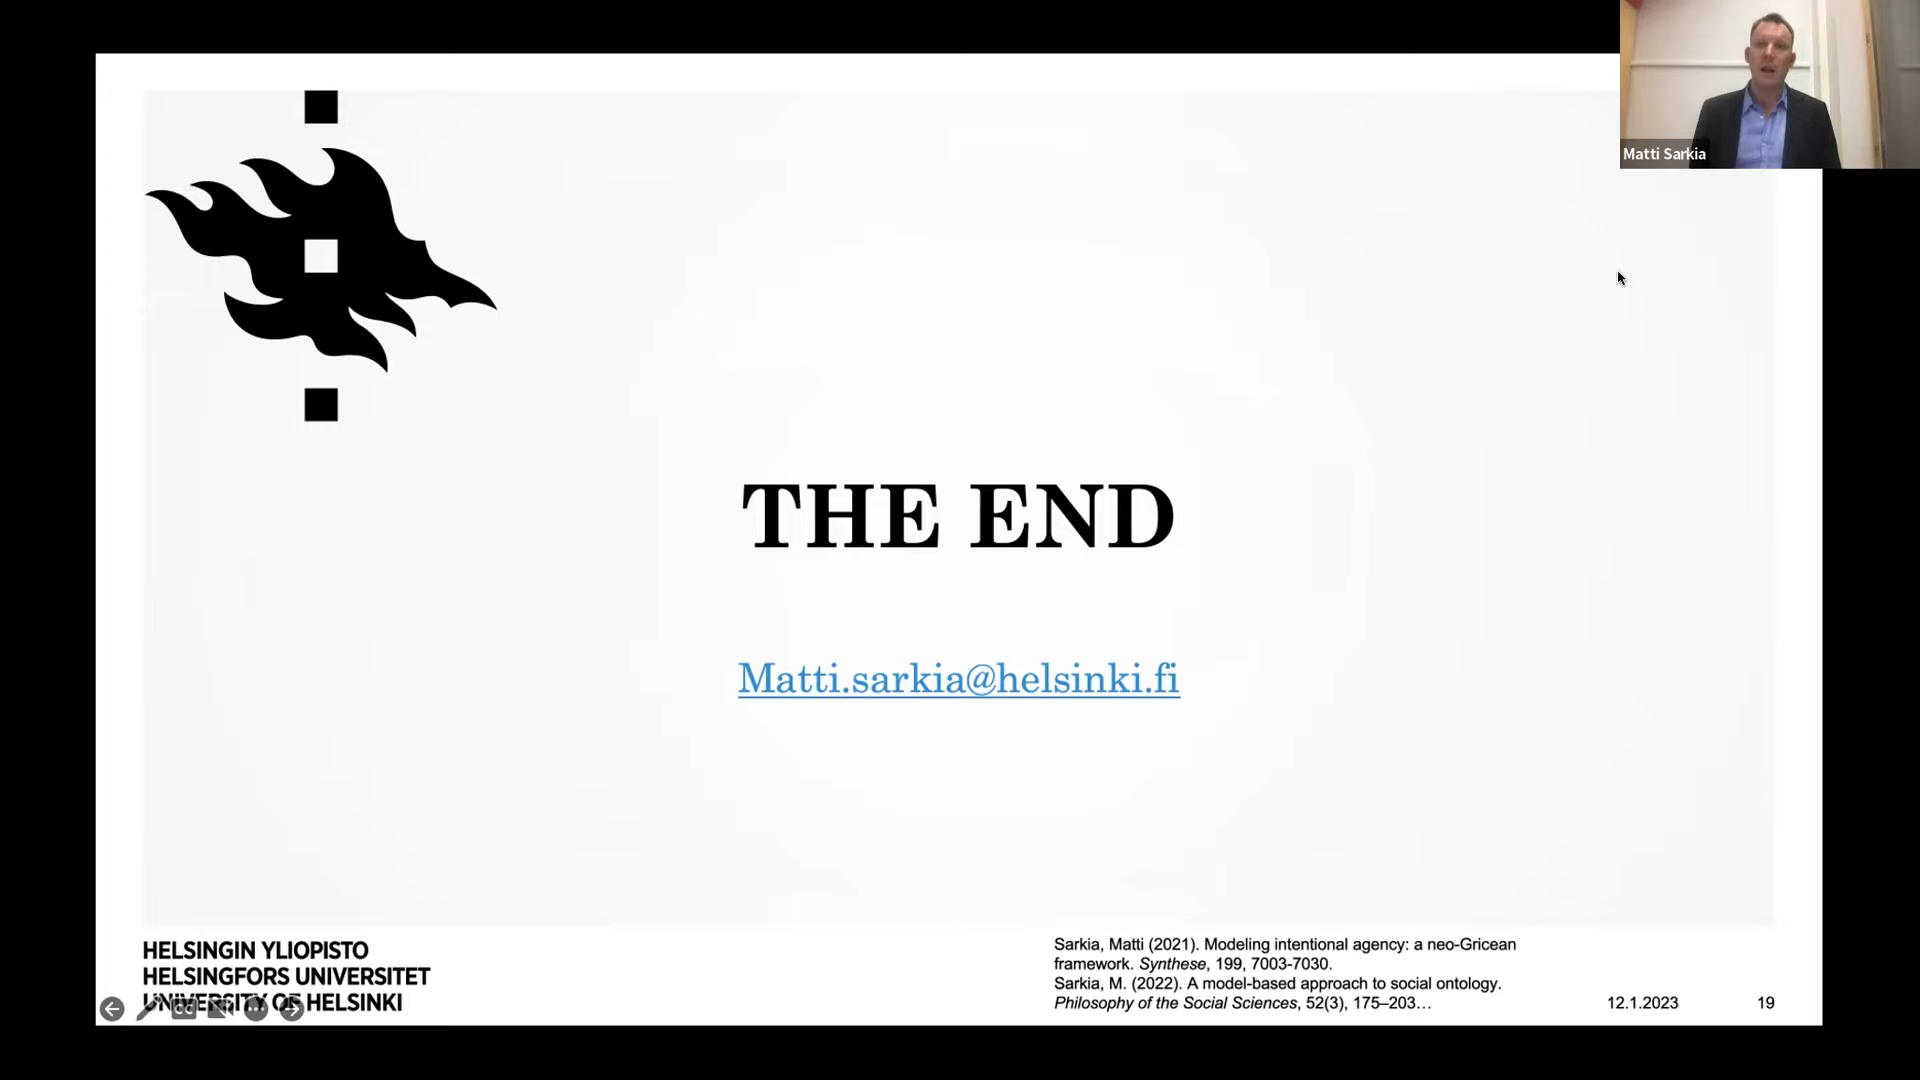 Matti Sarkia
THE END
Matti.sarkia@helsinki.fi
HELSINGIN YLIOPISTO
HELSINGFORS UNIVERSITET
UNIVERSITY OF HELSINKI
Sarkia, Matti (2021). Modeling intentional agency: a neo-Gricean
framework. Synthese, 199, 7003-7030.
Sarkia, M. (2022). A model-based approach to social ontology.
Philosophy of the Social Sciences, 52(3), 175–203…
12.1.2023
19